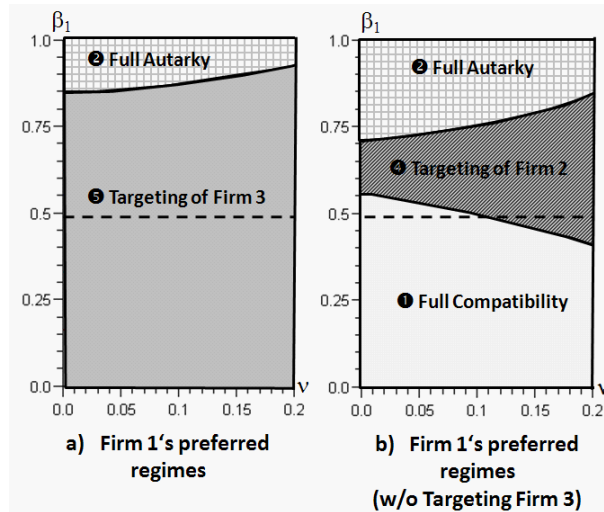 β1
1.0
❷ Full Autarky
0.75
❺ Targeting of Firm 3
0.5
0.25
0.0
ν
0.0 0.05 0.1 0.15 0.2
a) Firm 1‘s preferred
regimes
β1
1.0
❷ Full Autarky
0.75
❹ Targeting of Firm 2
0.5
0.25
❶ Full Compatibility
0.0
ν
0.0 0.05 0.1 0.15 0.2
b) Firm 1‘s preferred
regimes
(w/o Targeting Firm 3)